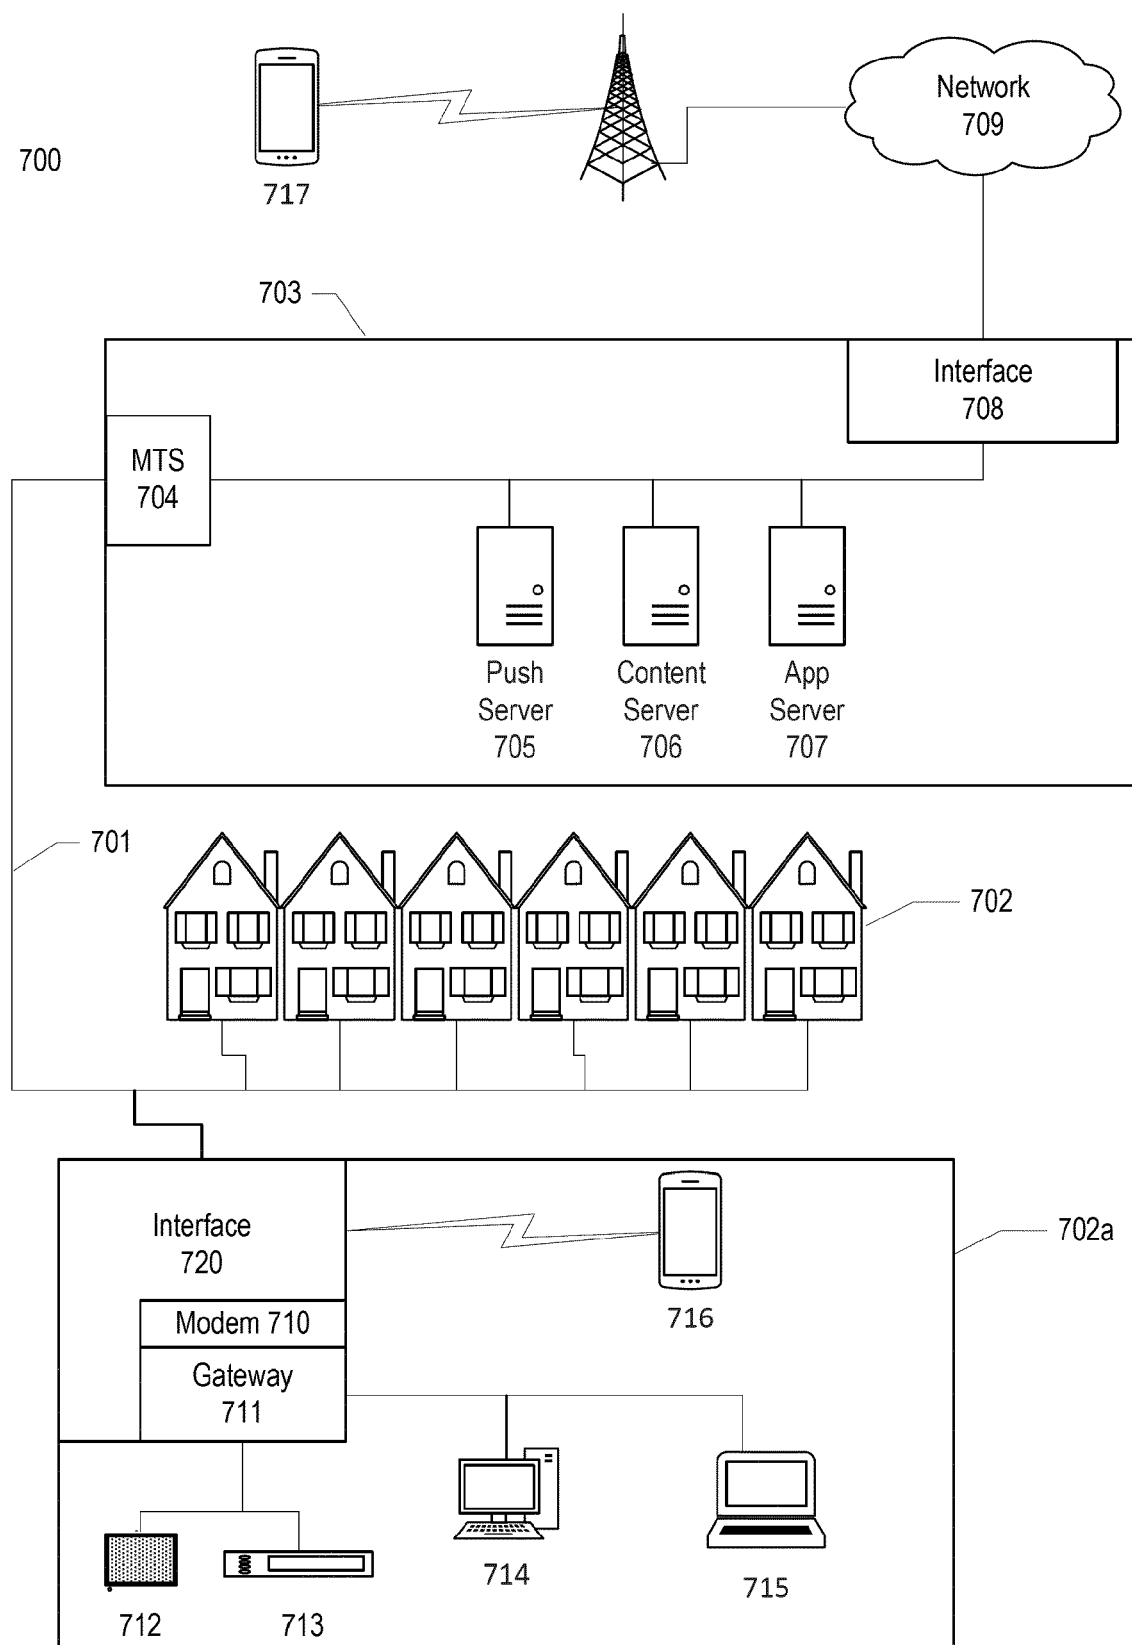 Network
709
700
717
703
Interface
708
MTS
704
Push
Server
705
Content
Server
706
App
Server
707
701
702
Interface
720
702a
716
Modem 710
Gateway
711
714
715
712
713